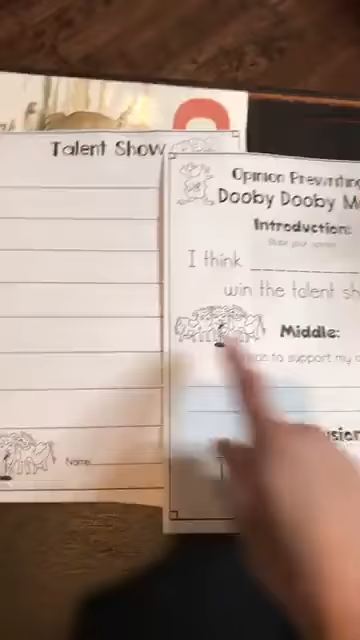 Talent Show
Name
Opinion Prewriting
Dooby Dooby M
Introduction:
State your opinion
I think
win the talent sh
Middle:
to support my